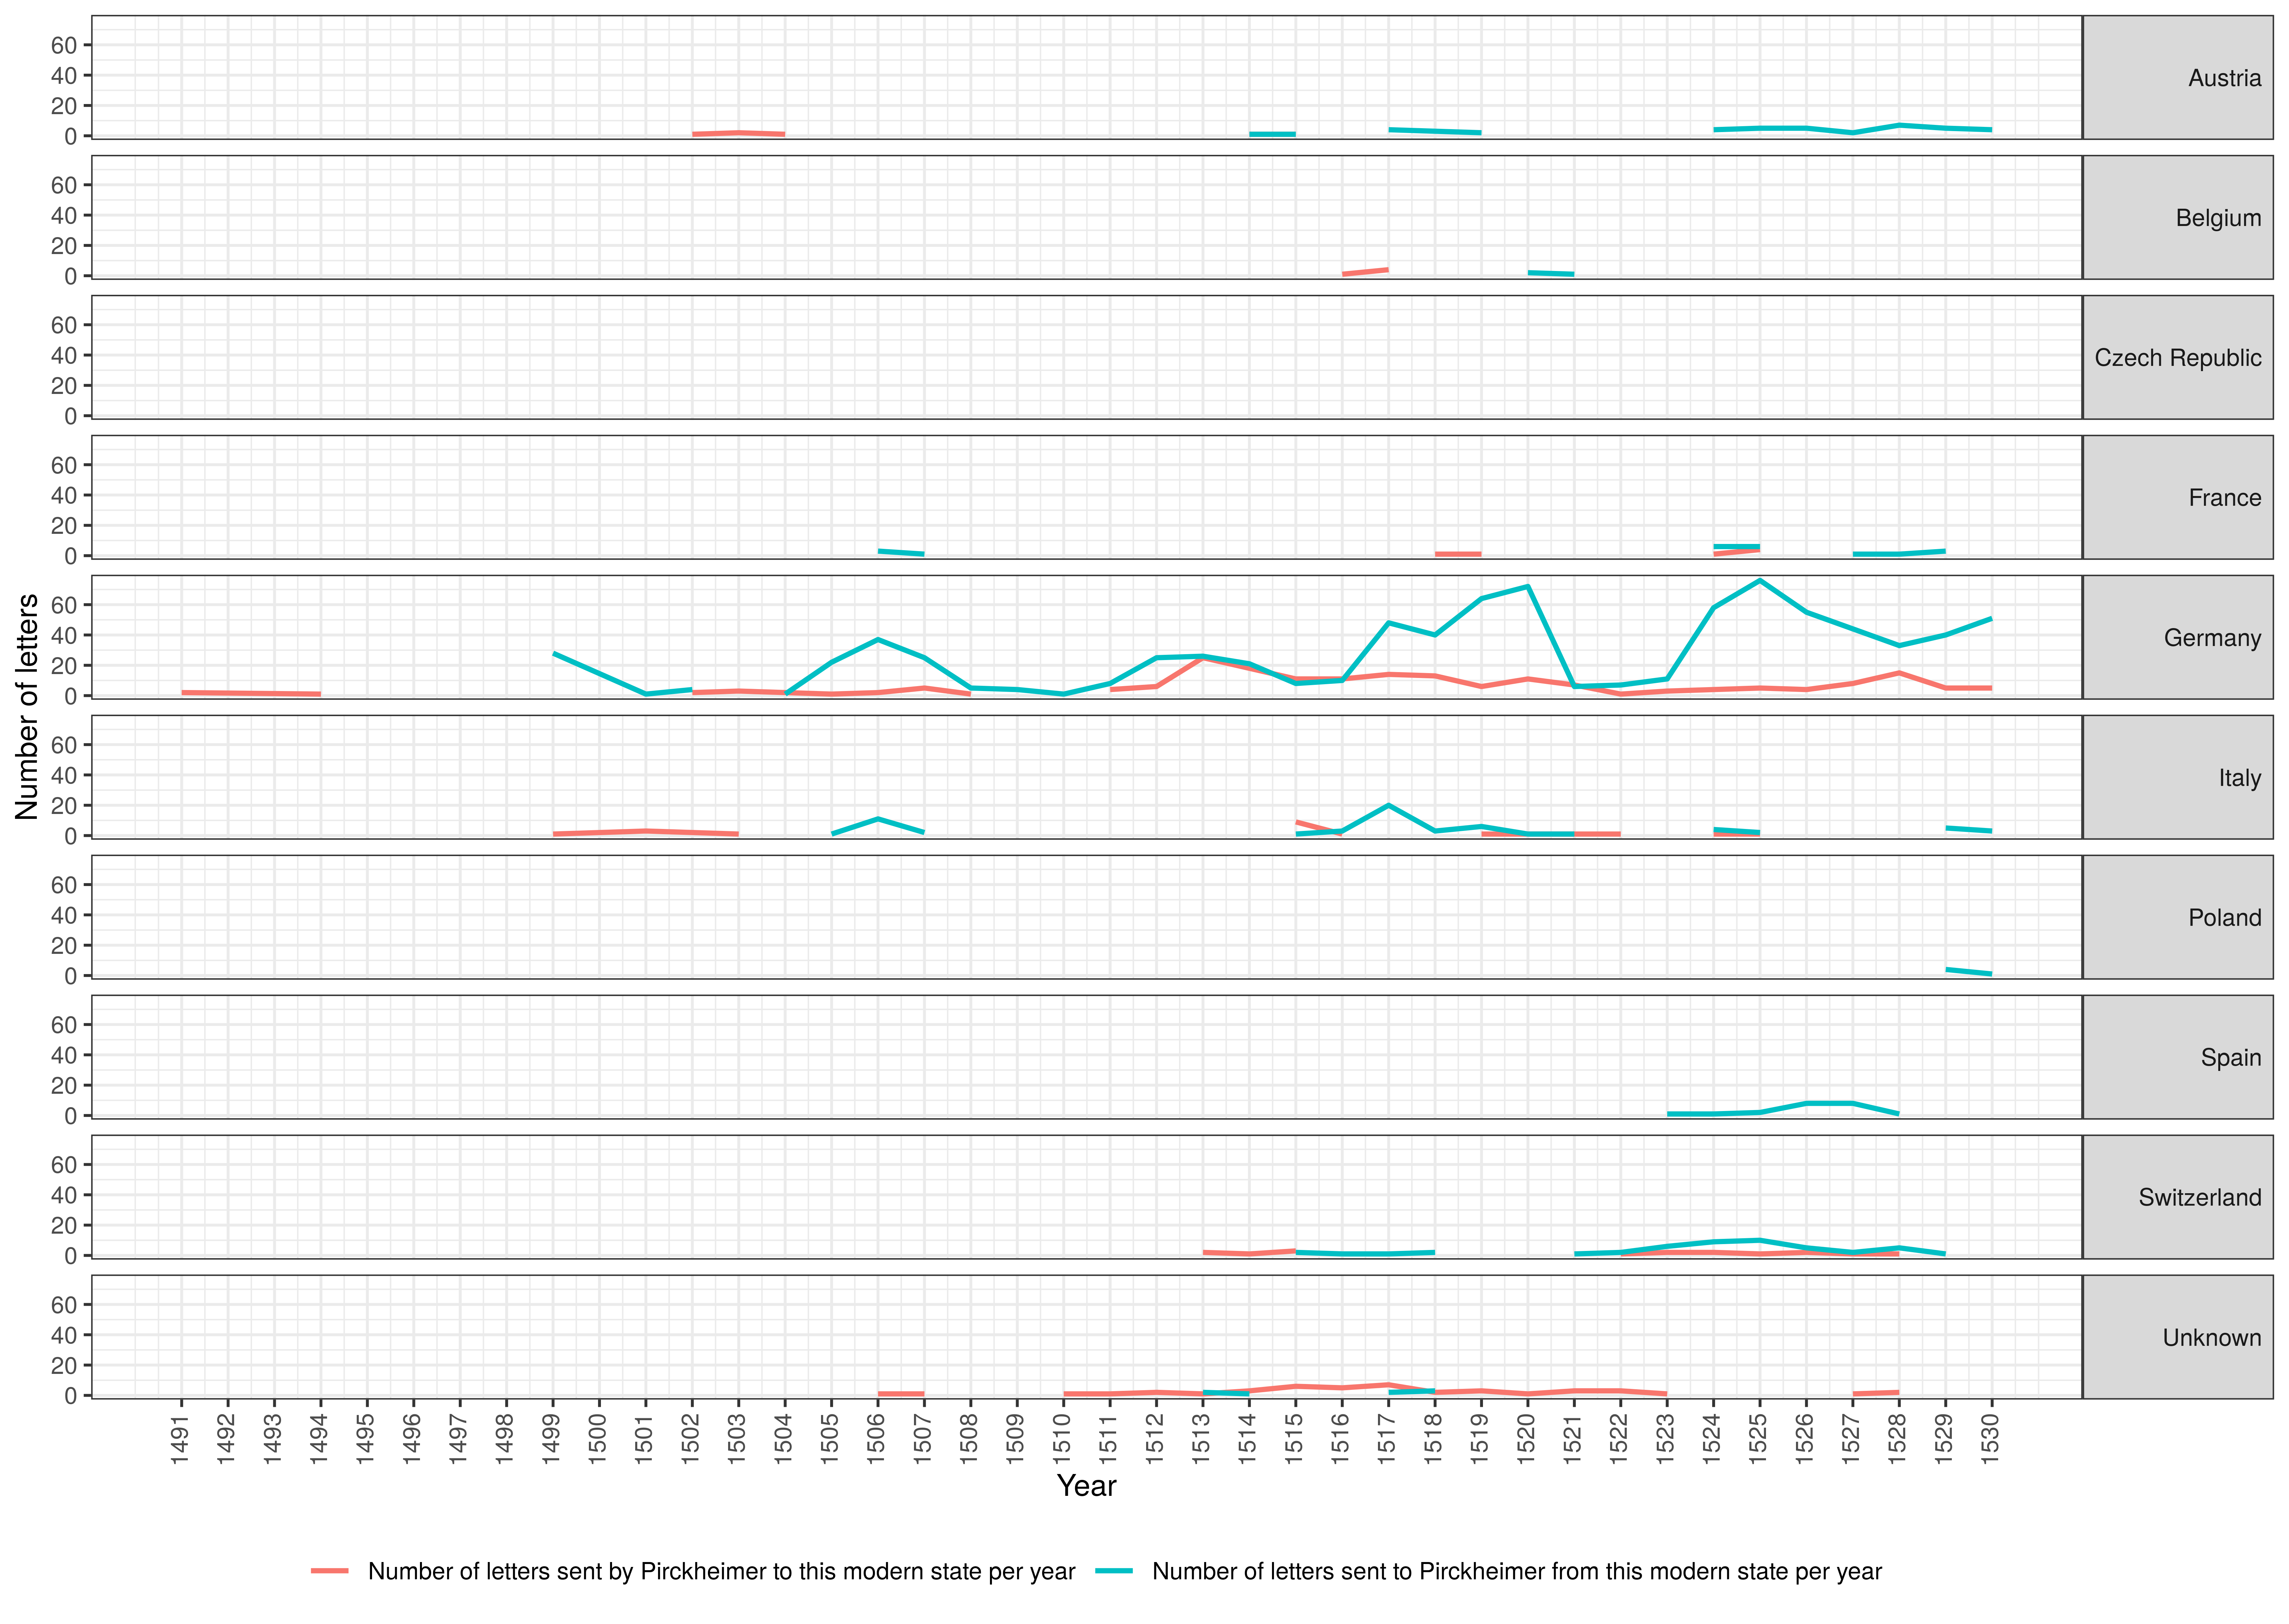 60
40
20
0
Austria
60
40
20
0
Belgium
60
40
20
0
Czech Republic
60
40
20
0
France
60
40
20
0
Germany
60
40
20
0
Italy
60
40
20
0
Poland
60
40
20
0
Spain
60
40
20
0
Switzerland
60
40
20
0
Unknown
Number of letters
1491 1492 1493 1494 1495 1496 1497 1498 1499 1500 1501 1502 1503 1504 1505 1506 1507 1508 1509 1510 1511 1512 1513 1514 1515 1516 1517 1518 1519 1520 1521 1522 1523 1524 1525 1526 1527 1528 1529 1530
Year
Number of letters sent by Pirckheimer to this modern state per year Number of letters sent to Pirckheimer from this modern state per year